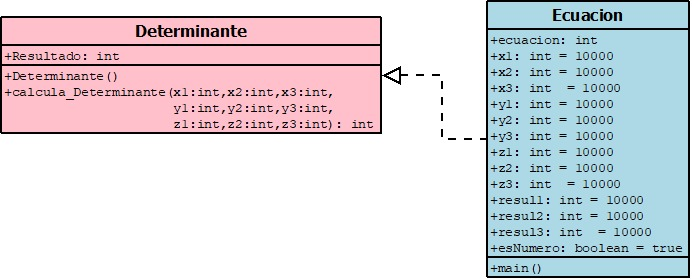 Determinante
+Resultado: int
+Determinante()
+calcula_Determinante(x1:int,x2:int,x3:int,
y1:int,y2:int,y3:int,
z1:int,z2:int,z3:int): int
Ecuacion
+ecuacion: int
+x1: int = 10000
+x2: int = 10000
+x3: int  = 10000
+y1: int = 10000
+y2: int = 10000
+y3: int = 10000
+z1: int = 10000
+z2: int = 10000
+z3: int  = 10000
+resul1: int = 10000
+resul2: int = 10000
+resul3: int  = 10000
+esNumero: boolean = true
+main()